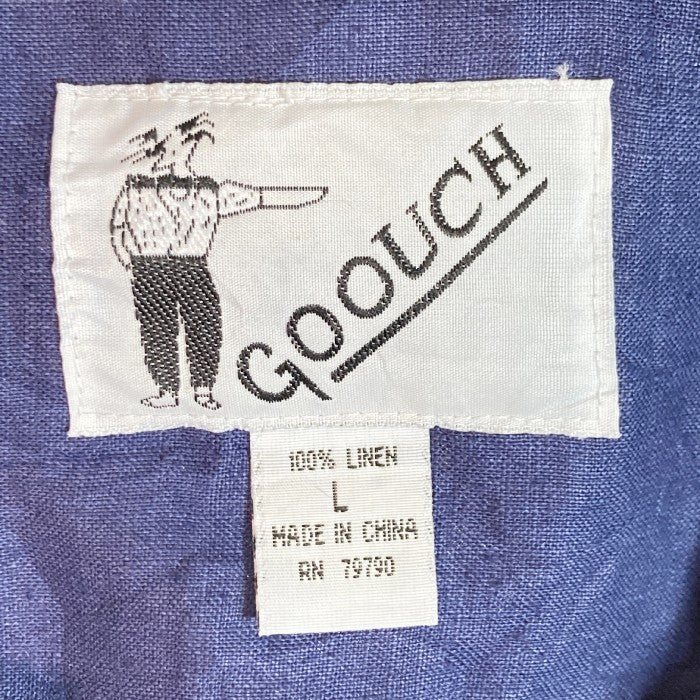 GOOUCH
100% LINEN
L
MADE IN CHINA
RN 79790